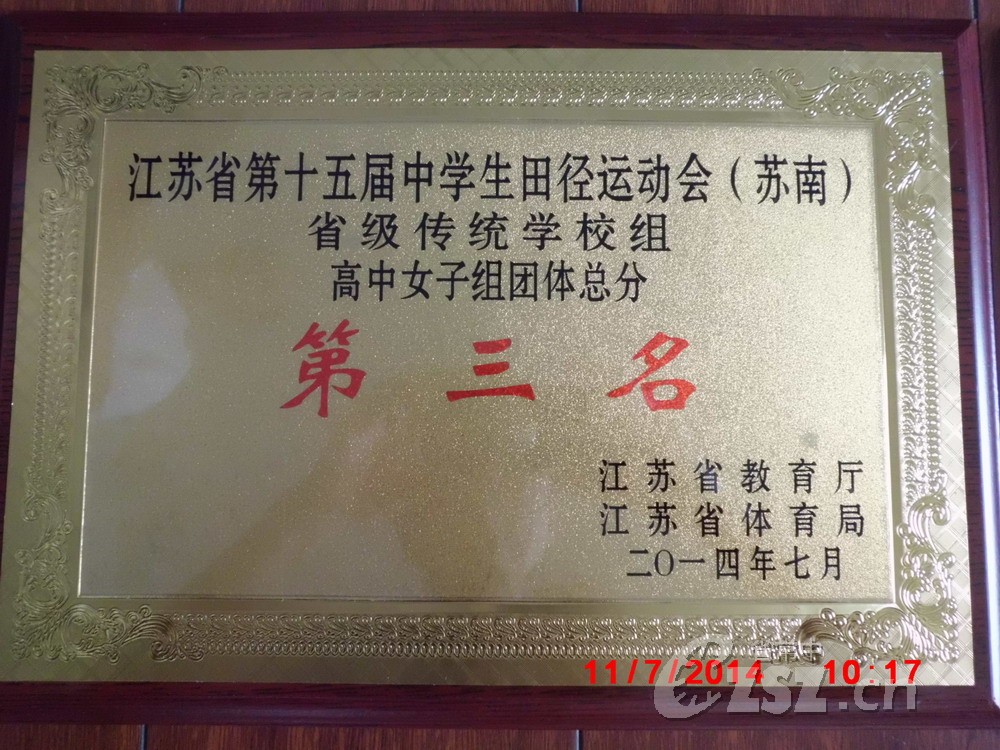 江苏省第十五届中学生田径运动会（苏南）
省级传统学校组
高中女子组团体总分
第三名
江苏省教育厅
江苏省体育局
二〇一四年七月
11/7/2014 10:17